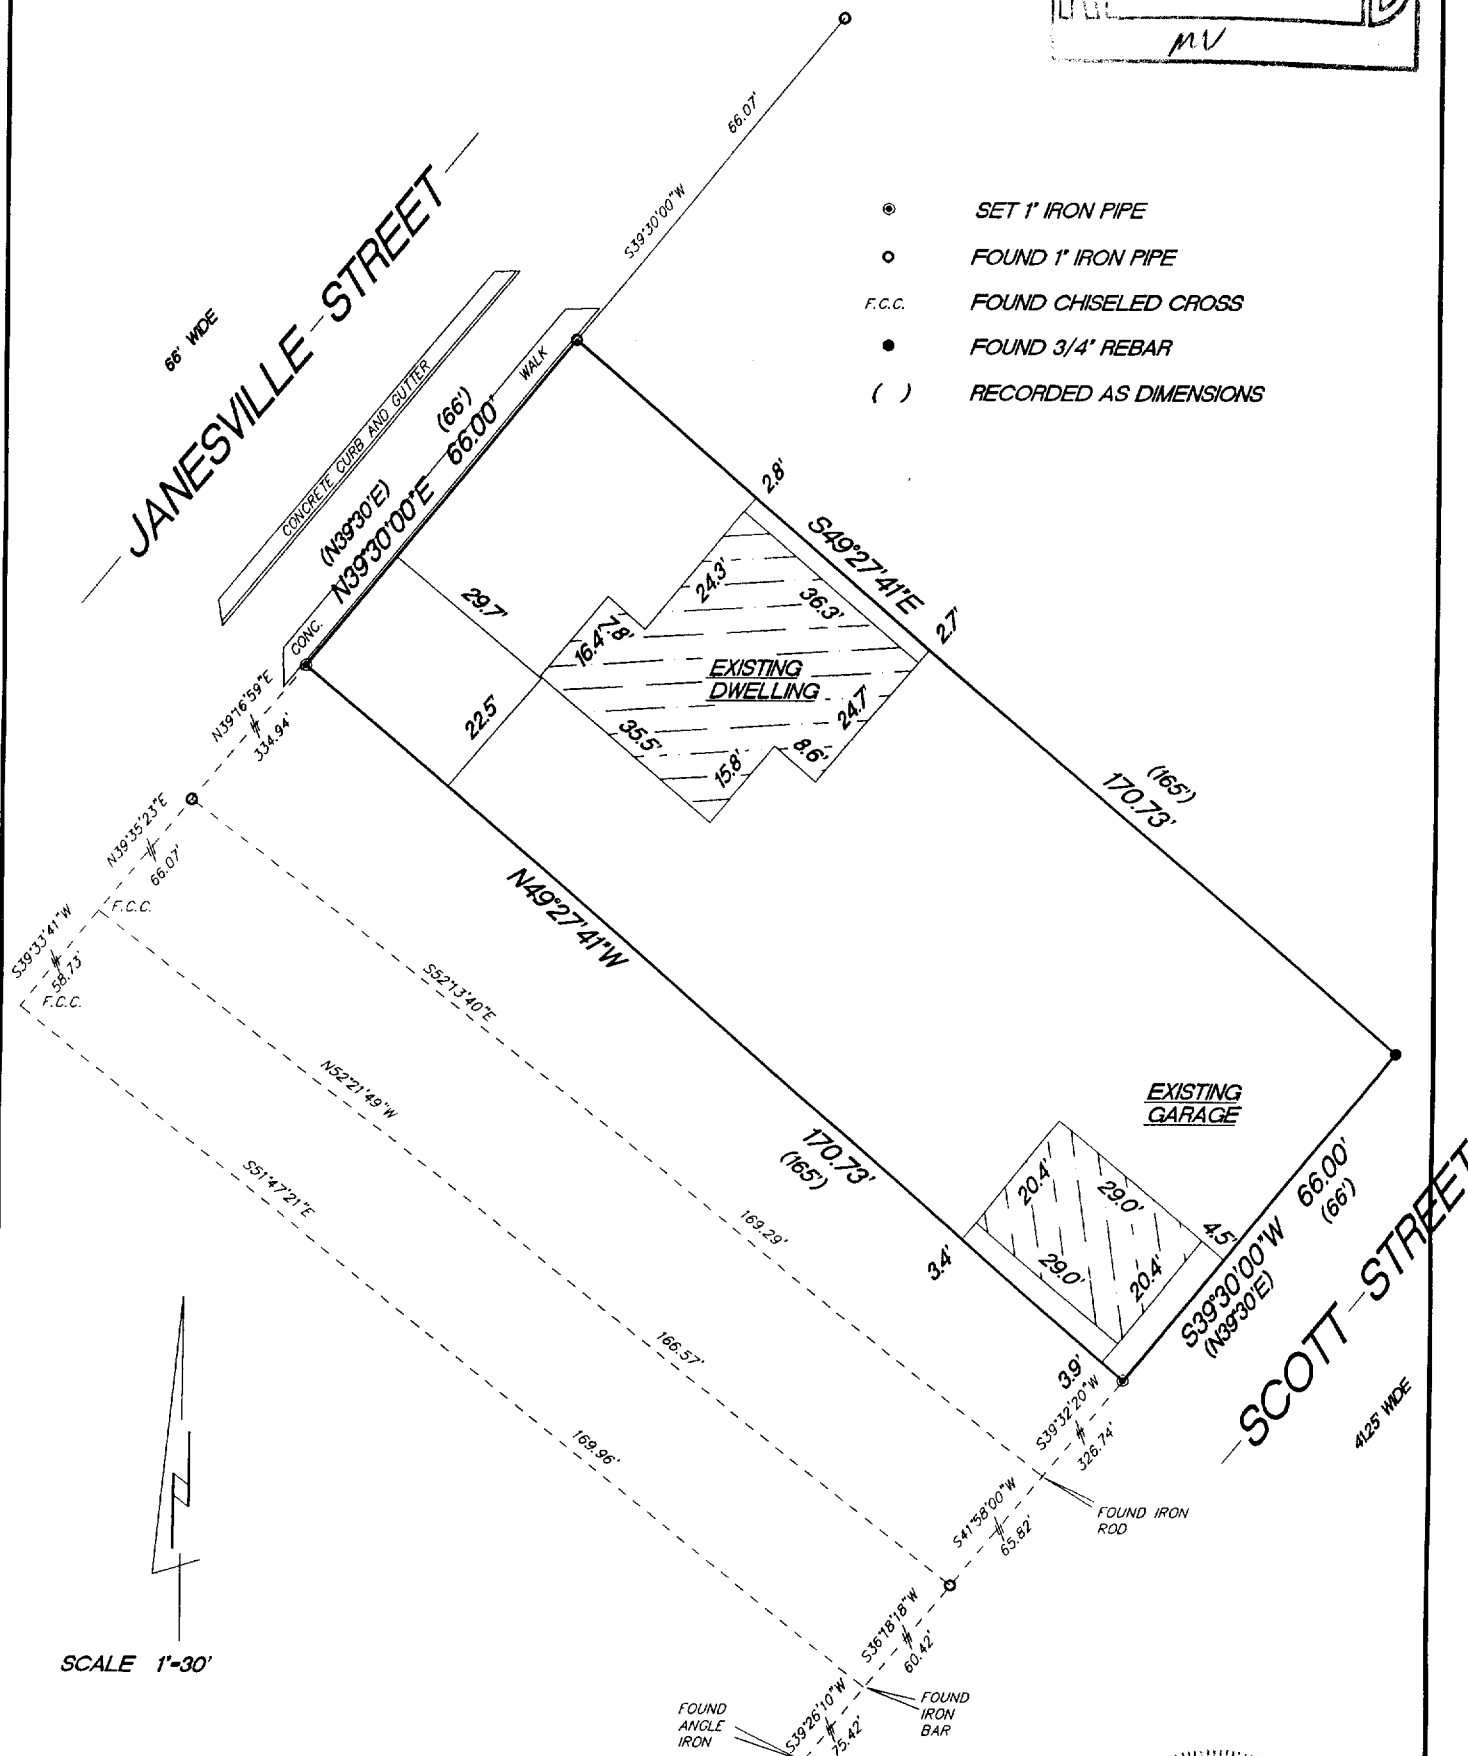 MV
66.07'
S39°30'00"W
SET 1" IRON PIPE
FOUND 1" IRON PIPE
F.C.C. FOUND CHISELED CROSS
FOUND 3/4" REBAR
( ) RECORDED AS DIMENSIONS
JANESVILLE STREET
66' WIDE
CONCRETE CURB AND GUTTER
WALK
CONC.
(66')
66.00'
(N39°30'E)
N39°30'00"E
2.8'
S49°27'41"E
2.7'
29.7'
24.3'
36.3'
7.8'
16.4'
EXISTING
DWELLING
22.5'
35.5'
24.7'
15.8'
8.6'
(165')
170.73'
N39°16'59"E
334.94'
N39°35'23"E
66.07'
F.C.C.
S39°33'41"W
58.73'
F.C.C.
N49°27'41"W
S52°13'40"E
N52°21'49"W
S51°47'21"E
170.73'
(165')
169.29'
166.57'
169.96'
EXISTING
GARAGE
20.4'
29.0'
4.5'
29.0'
20.4'
3.4'
3.9'
66.00'
(66')
S39°30'00"W
(N39°30'E)
SCOTT STREET
41.25' WIDE
S39°32'20"W
326.74'
S41°58'00"W
65.82'
FOUND IRON
ROD
S36°18'18"W
60.42'
S39°26'10"W
75.42'
FOUND
IRON
BAR
FOUND
ANGLE
IRON
SCALE 1"=30'